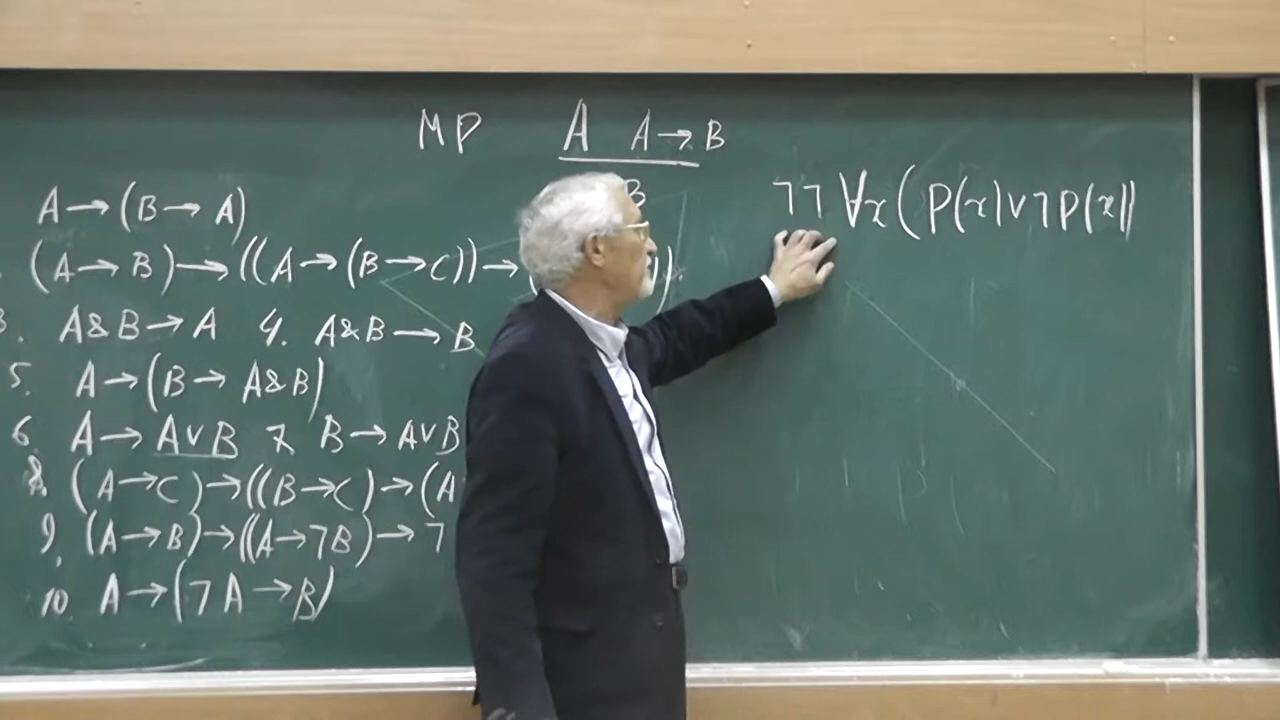 MP A A → B
B
¬¬∀x(P(x)∨¬P(x))
A → (B → A)
(A → B) → ((A → (B → C)) → (
3. A & B → A 4. A & B → B
5. A → (B → A & B)
6. A → A ∨ B 7. B → A ∨ B
8. (A → C) → ((B → C) → (A
9. (A → B) → ((A → ¬B) → ¬
10. A → (¬A → B)